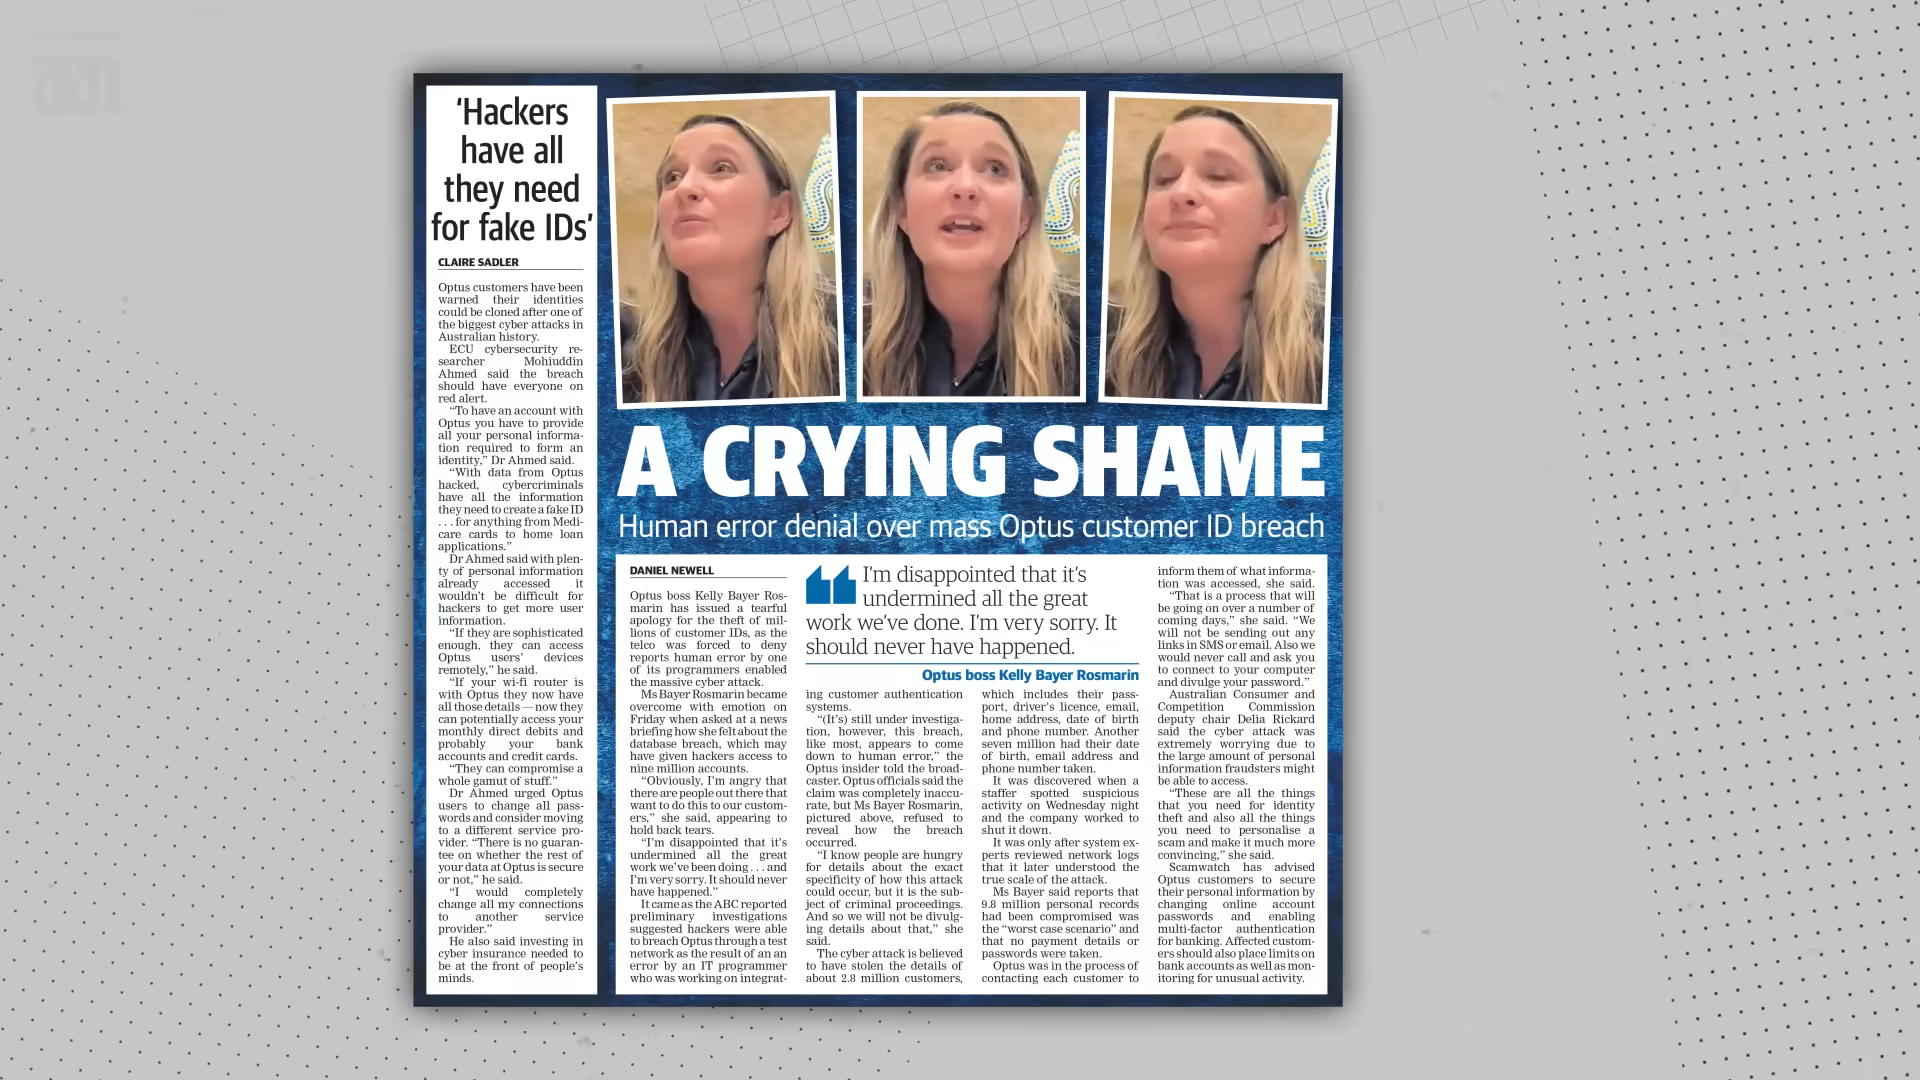 ‘Hackers
have all
they need
for fake IDs’
CLAIRE SADLER
Optus customers have been
warned their identities
could be cloned after one of
the biggest cyber attacks in
Australian history.
ECU cybersecurity re-
searcher Mohiuddin
Ahmed said the breach
should have everyone on
red alert.
“To have an account with
Optus you have to provide
all your personal informa-
tion required to form an
identity,” Dr Ahmed said.
“With data from Optus
hacked, cybercriminals
have all the information
they need to create a fake ID
. . . for anything from Medi-
care cards to home loan
applications.”
Dr Ahmed said with plen-
ty of personal information
already accessed it
wouldn’t be difficult for
hackers to get more user
information.
“If they are sophisticated
enough, they can access
Optus users’ devices
remotely,” he said.
“If your wi-fi router is
with Optus they now have
all those details — now they
can potentially access your
monthly direct debits and
probably your bank
accounts and credit cards.
“They can compromise a
whole gamut of stuff.”
Dr Ahmed urged Optus
users to change all pass-
words and consider moving
to a different service pro-
vider. “There is no guaran-
tee on whether the rest of
your data at Optus is secure
or not,” he said.
“I would completely
change all my connections
to another service
provider.”
He also said investing in
cyber insurance needed to
be at the front of people’s
minds.
A CRYING SHAME
Human error denial over mass Optus customer ID breach
DANIEL NEWELL
Optus boss Kelly Bayer Ros-
marin has issued a tearful
apology for the theft of mil-
lions of customer IDs, as the
telco was forced to deny
reports human error by one
of its programmers enabled
the massive cyber attack.
Ms Bayer Rosmarin became
overcome with emotion on
Friday when asked at a news
briefing how she felt about the
database breach, which may
have given hackers access to
nine million accounts.
“Obviously, I’m angry that
there are people out there that
want to do this to our custom-
ers,” she said, appearing to
hold back tears.
“I’m disappointed that it’s
undermined all the great
work we’ve been doing . . . and
I’m very sorry. It should never
have happened.”
It came as the ABC reported
preliminary investigations
suggested hackers were able
to breach Optus through a test
network as the result of an an
error by an IT programmer
who was working on integrat-
I’m disappointed that it’s
undermined all the great
work we’ve done. I’m very sorry. It
should never have happened.
Optus boss Kelly Bayer Rosmarin
ing customer authentication
systems.
“(It’s) still under investiga-
tion, however, this breach,
like most, appears to come
down to human error,” the
Optus insider told the broad-
caster. Optus officials said the
claim was completely inaccu-
rate, but Ms Bayer Rosmarin,
pictured above, refused to
reveal how the breach
occurred.
“I know people are hungry
for details about the exact
specificity of how this attack
could occur, but it is the sub-
ject of criminal proceedings.
And so we will not be divulg-
ing details about that,” she
said.
The cyber attack is believed
to have stolen the details of
about 2.8 million customers,
which includes their pass-
port, driver’s licence, email,
home address, date of birth
and phone number. Another
seven million had their date
of birth, email address and
phone number taken.
It was discovered when a
staffer spotted suspicious
activity on Wednesday night
and the company worked to
shut it down.
It was only after system ex-
perts reviewed network logs
that it later understood the
true scale of the attack.
Ms Bayer said reports that
9.8 million personal records
had been compromised was
the “worst case scenario” and
that no payment details or
passwords were taken.
Optus was in the process of
contacting each customer to
inform them of what informa-
tion was accessed, she said.
“That is a process that will
be going on over a number of
coming days,” she said. “We
will not be sending out any
links in SMS or email. Also we
would never call and ask you
to connect to your computer
and divulge your password.”
Australian Consumer and
Competition Commission
deputy chair Delia Rickard
said the cyber attack was
extremely worrying due to
the large amount of personal
information fraudsters might
be able to access.
“These are all the things
that you need for identity
theft and also all the things
you need to personalise a
scam and make it much more
convincing,” she said.
Scamwatch has advised
Optus customers to secure
their personal information by
changing online account
passwords and enabling
multi-factor authentication
for banking. Affected custom-
ers should also place limits on
bank accounts as well as mon-
itoring for unusual activity.